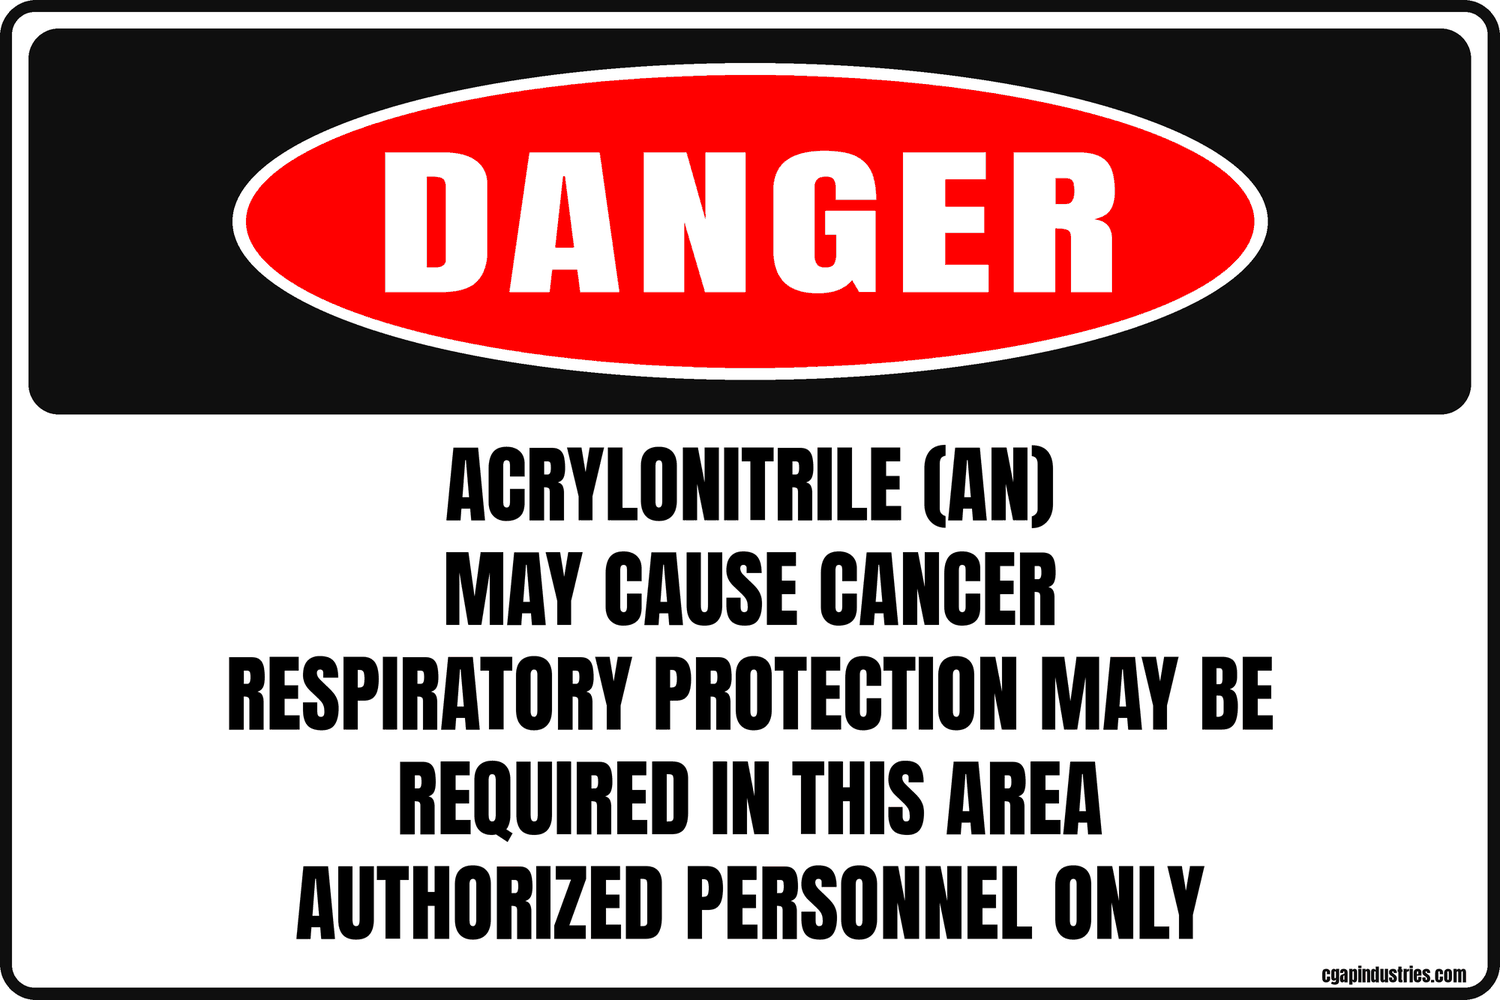 DANGER
ACRYLONITRILE (AN)
MAY CAUSE CANCER
RESPIRATORY PROTECTION MAY BE
REQUIRED IN THIS AREA
AUTHORIZED PERSONNEL ONLY
cgapindustries.com